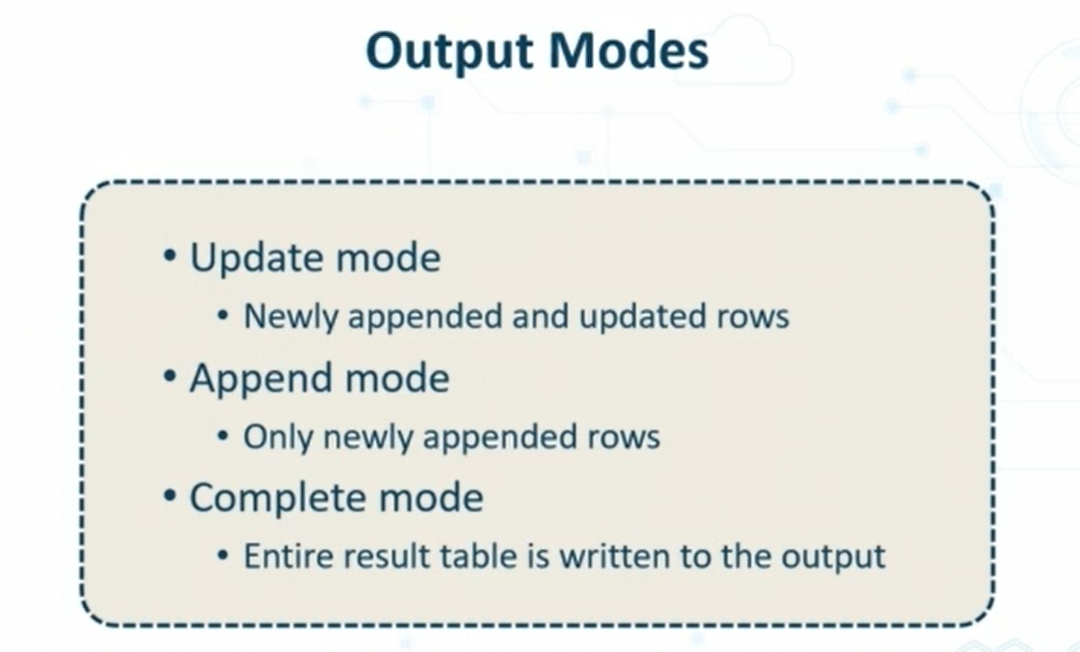 Output Modes
• Update mode
• Newly appended and updated rows
• Append mode
• Only newly appended rows
• Complete mode
• Entire result table is written to the output